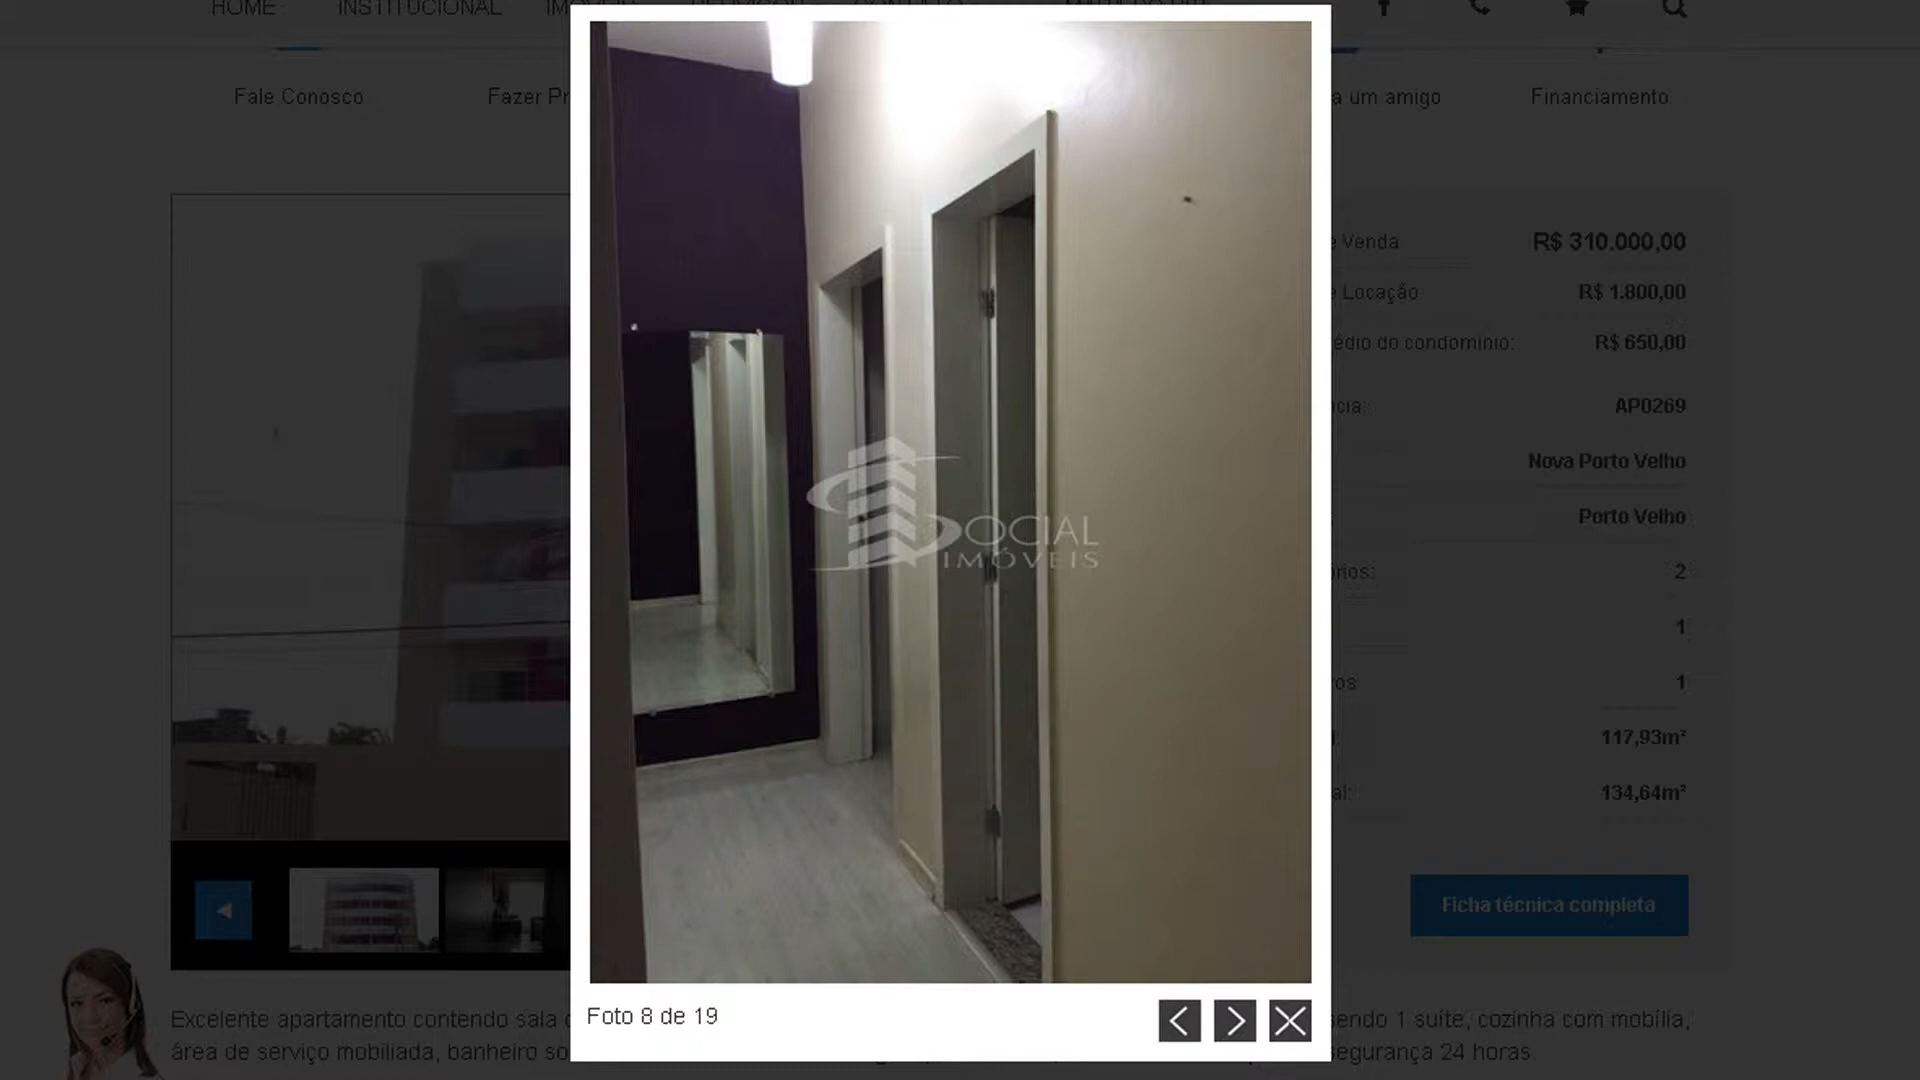 HOME INSTITUCIONAL
Fale Conosco Fazer a um amigo Financiamento
Venda R$ 310.000,00
Locação R$ 1.800,00
condomínio: R$ 650,00
AP0269
Nova Porto Velho
Porto Velho
2
1
1
117,93m²
134,64m²
SOCIAL
IMÓVEIS
Ficha técnica completa
Foto 8 de 19
Excelente apartamento contendo sala sendo 1 suíte, cozinha com mobília,
área de serviço mobiliada, banheiro segurança 24 horas